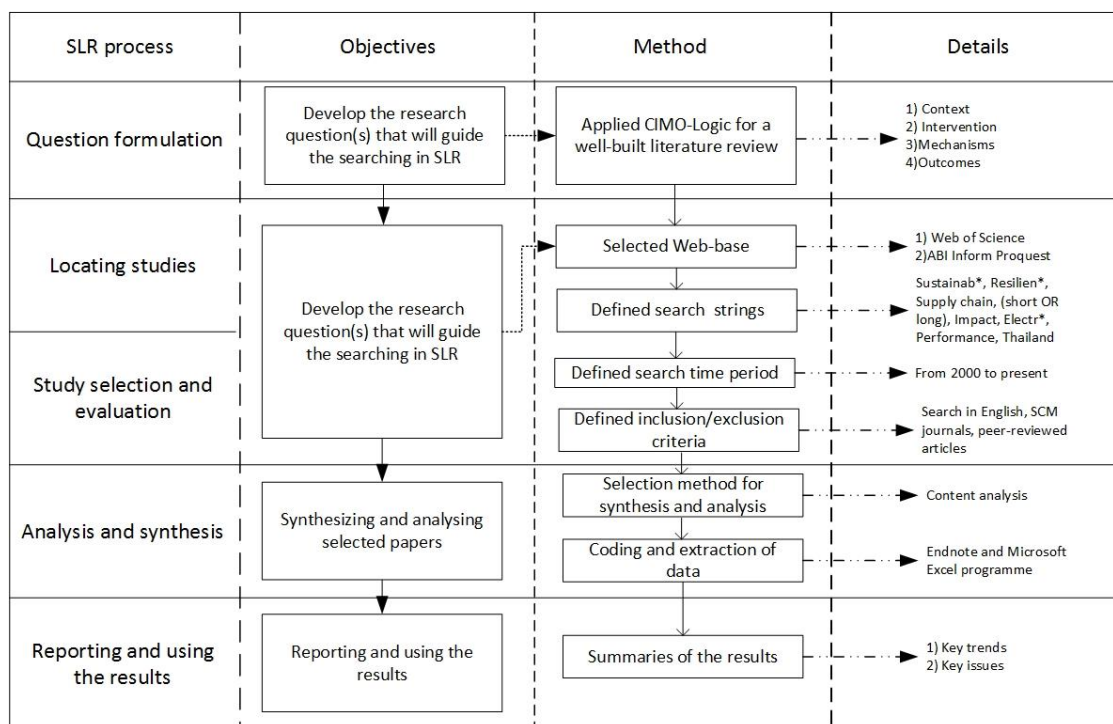 SLR process
Objectives
Method
Details
Question formulation
Develop the research
question(s) that will guide
the searching in SLR
Applied CIMO-Logic for a
well-built literature review
1) Context
2) Intervention
3)Mechanisms
4)Outcomes
Locating studies
Study selection and
evaluation
Develop the research
question(s) that will guide
the searching in SLR
Selected Web-base
1) Web of Science
2)ABI Inform Proquest
Defined search strings
Sustainab*, Resilien*,
Supply chain, (short OR
long), Impact, Electr*,
Performance, Thailand
Defined search time period
From 2000 to present
Defined inclusion/exclusion
criteria
Search in English, SCM
journals, peer-reviewed
articles
Analysis and synthesis
Synthesizing and analysing
selected papers
Selection method for
synthesis and analysis
Content analysis
Coding and extraction of
data
Endnote and Microsoft
Excel programme
Reporting and using
the results
Reporting and using the
results
Summaries of the results
1) Key trends
2) Key issues